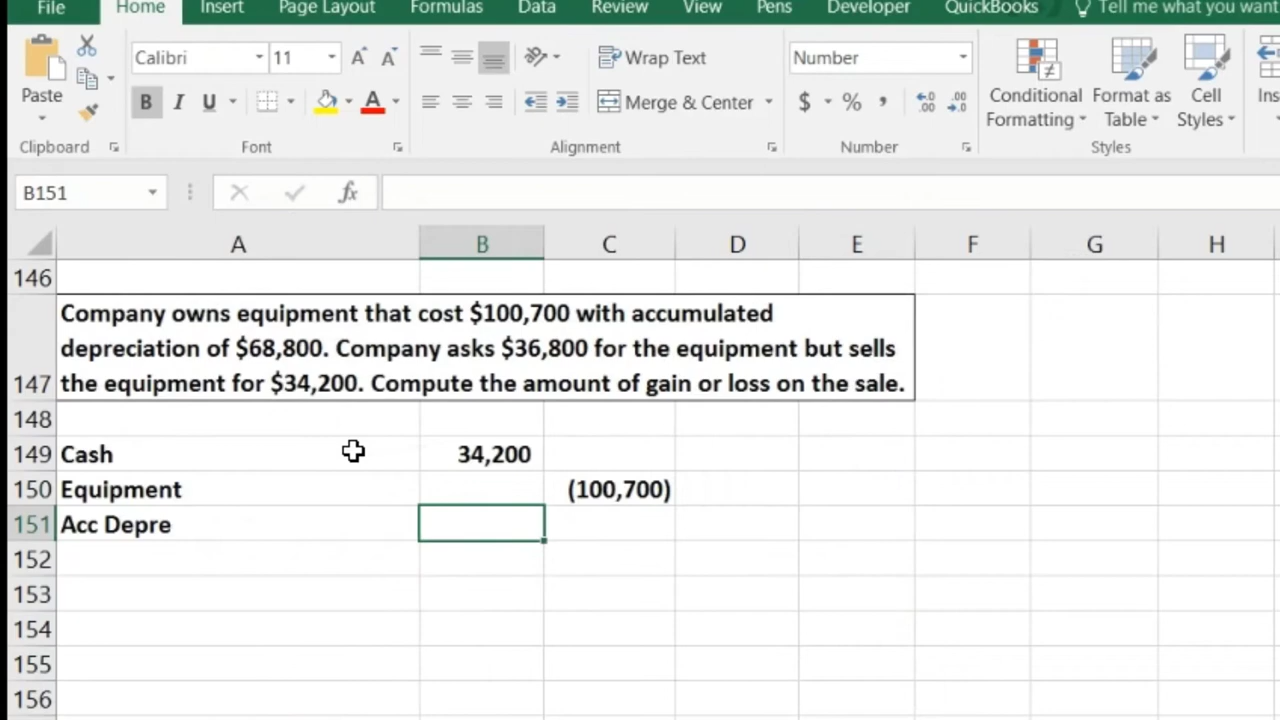 File Home Insert Page Layout Formulas Data Review View Pens Developer QuickBooks Tell me what you want
Calibri 11 Wrap Text Number
Paste B I U Merge & Center $ % , Conditional Formatting Format as Table Cell Styles Ins
Clipboard Font Alignment Number Styles
B151 fx
A B C D E F G H
146
147 Company owns equipment that cost $100,700 with accumulated
depreciation of $68,800. Company asks $36,800 for the equipment but sells
the equipment for $34,200. Compute the amount of gain or loss on the sale.
148
149 Cash 34,200
150 Equipment (100,700)
151 Acc Depre
152
153
154
155
156